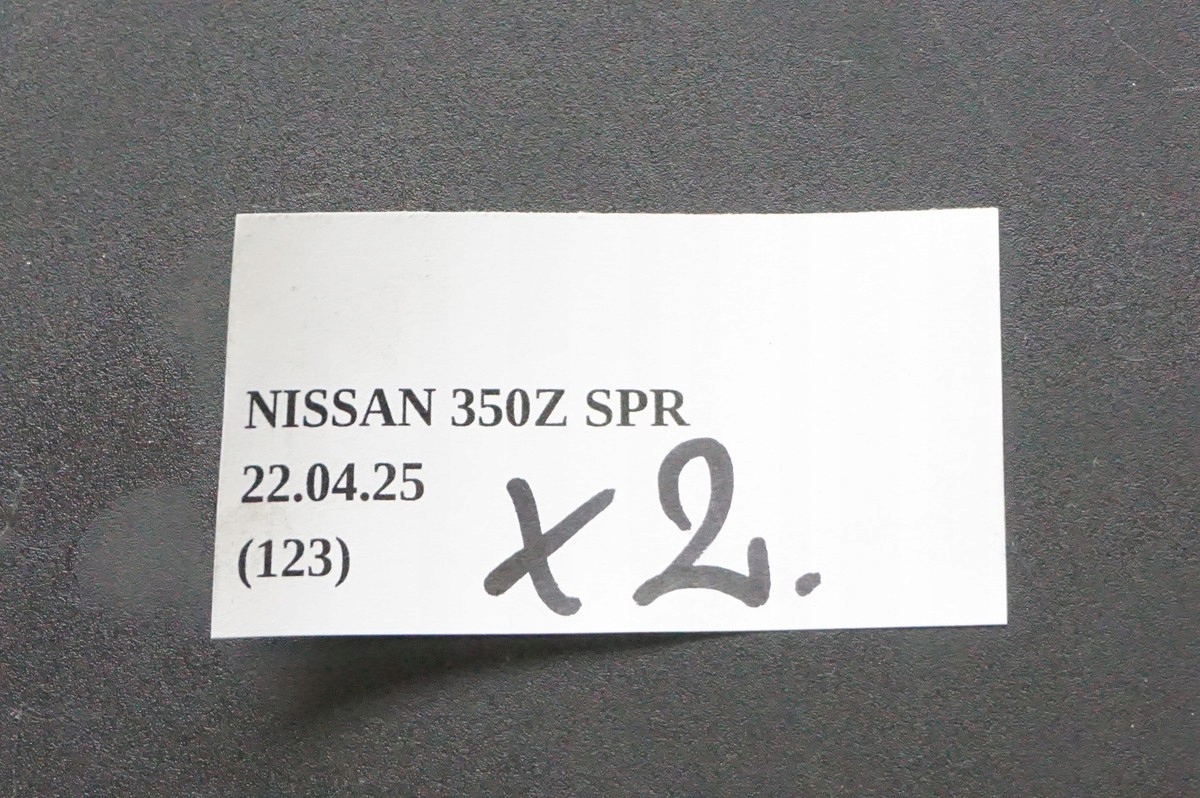 NISSAN 350Z SPR
22.04.25
(123)
x2.